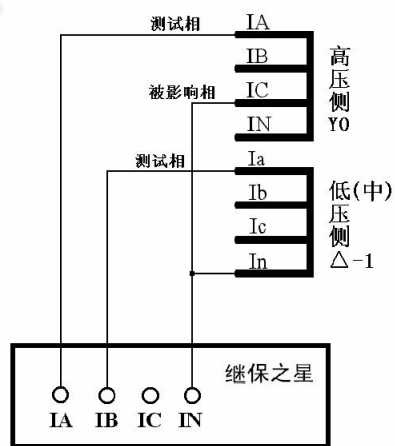 测试相 IA
IB
被影响相 IC
IN
高
压
侧
Y0
测试相 Ia
Ib
Ic
In
低(中)
压
侧
△-1
继保之星
IA IB IC IN